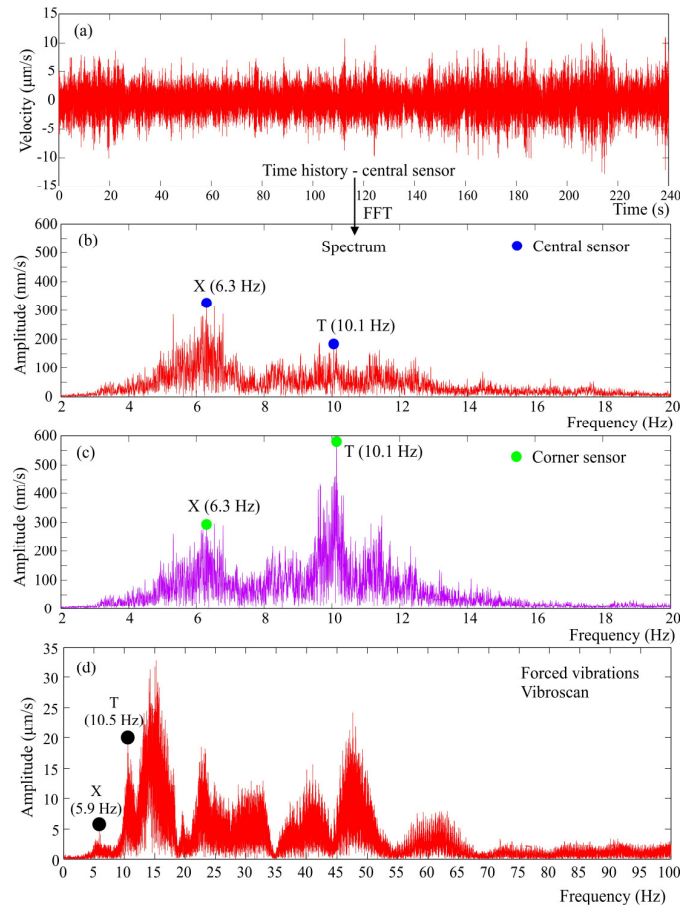 (a)
Velocity (μm/s)
15
10
5
0
-5
-10
-15
0 20 40 60 80 100 120 140 160 180 200 220 240
Time history - central sensor
Time (s)
FFT
(b)
Spectrum
Central sensor
X (6.3 Hz)
T (10.1 Hz)
Amplitude (nm/s)
600
500
400
300
200
100
0
2 4 6 8 10 12 14 16 18 20
Frequency (Hz)
(c)
T (10.1 Hz)
Corner sensor
X (6.3 Hz)
Amplitude (nm/s)
600
500
400
300
200
100
0
2 4 6 8 10 12 14 16 18 20
Frequency (Hz)
(d)
Forced vibrations
Vibroscan
T
(10.5 Hz)
X
(5.9 Hz)
Amplitude (μm/s)
35
30
25
20
15
10
5
0
0 5 10 15 20 25 30 35 40 45 50 55 60 65 70 75 80 85 90 95 100
Frequency (Hz)